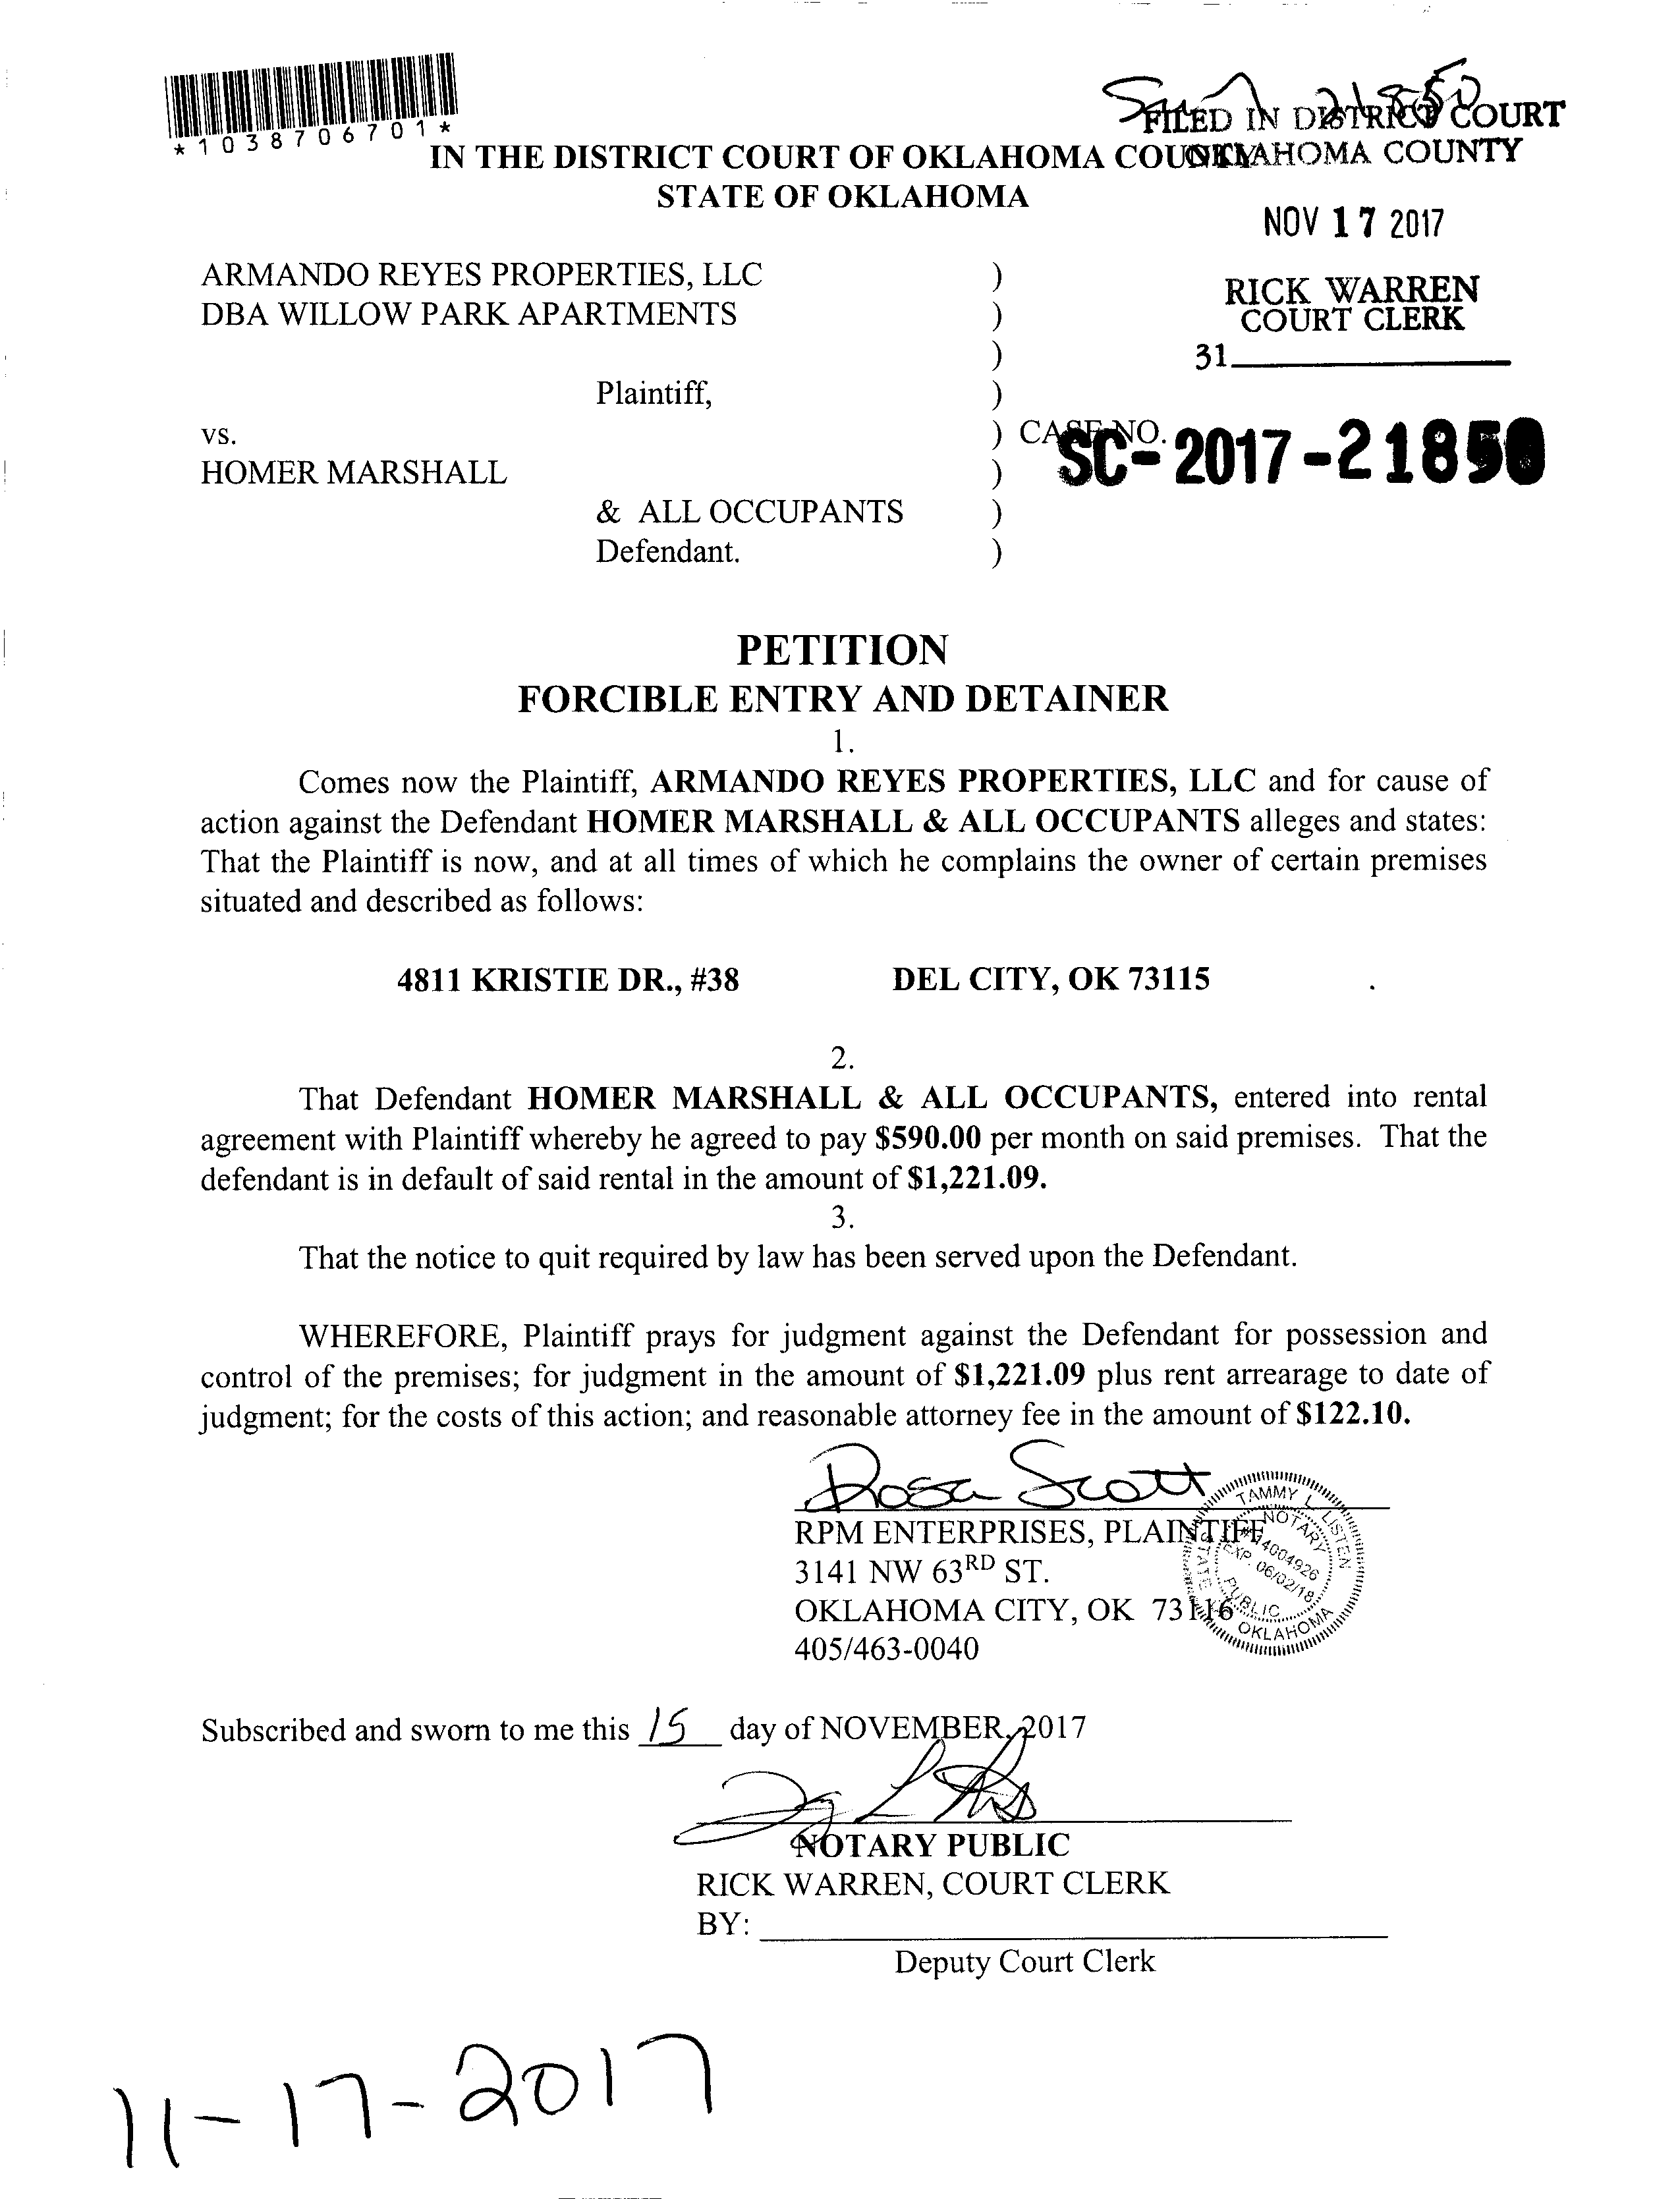 *1038706701*
FILED IN DISTRICT COURT
OKLAHOMA COUNTY
IN THE DISTRICT COURT OF OKLAHOMA COUNTY
STATE OF OKLAHOMA
NOV 17 2017
ARMANDO REYES PROPERTIES, LLC )
DBA WILLOW PARK APARTMENTS )
RICK WARREN
COURT CLERK
)
31
Plaintiff, )
vs. ) CASE NO.
SC-2017-21850
HOMER MARSHALL )
& ALL OCCUPANTS )
Defendant. )
PETITION
FORCIBLE ENTRY AND DETAINER
1.
Comes now the Plaintiff, ARMANDO REYES PROPERTIES, LLC and for cause of
action against the Defendant HOMER MARSHALL & ALL OCCUPANTS alleges and states:
That the Plaintiff is now, and at all times of which he complains the owner of certain premises
situated and described as follows:
4811 KRISTIE DR., #38 DEL CITY, OK 73115 .
2.
That Defendant HOMER MARSHALL & ALL OCCUPANTS, entered into rental
agreement with Plaintiff whereby he agreed to pay $590.00 per month on said premises. That the
defendant is in default of said rental in the amount of $1,221.09.
3.
That the notice to quit required by law has been served upon the Defendant.
WHEREFORE, Plaintiff prays for judgment against the Defendant for possession and
control of the premises; for judgment in the amount of $1,221.09 plus rent arrearage to date of
judgment; for the costs of this action; and reasonable attorney fee in the amount of $122.10.
Rosa Scott
RPM ENTERPRISES, PLAINTIFF
3141 NW 63RD ST.
OKLAHOMA CITY, OK 73116
405/463-0040
TAMMY L. LISTEN
NOTARY
#14004926
EXP. 06/02/18
PUBLIC
STATE OKLAHOMA
Subscribed and sworn to me this 15 day of NOVEMBER, 2017
NOTARY PUBLIC
RICK WARREN, COURT CLERK
BY:
Deputy Court Clerk
11-17-2017